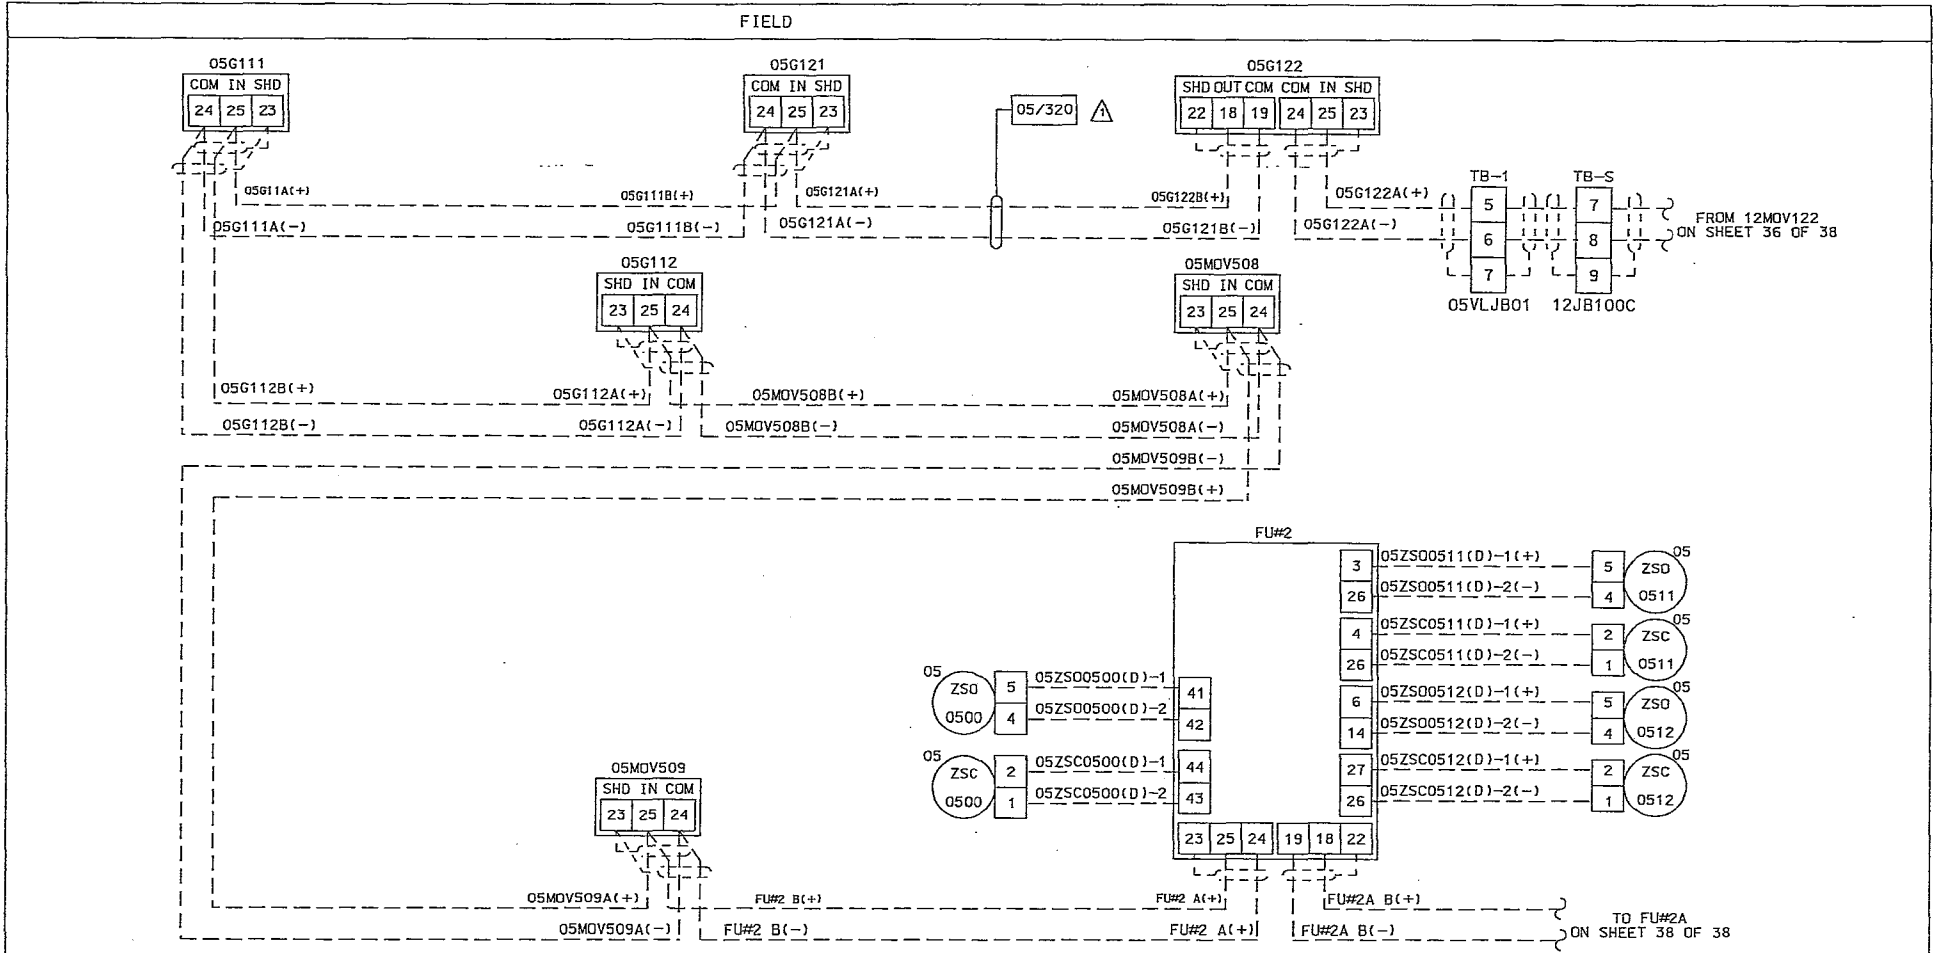 FIELD
05G111
COM IN SHD
24 25 23
05G121
COM IN SHD
24 25 23
05/320 1
05G122
SHD OUT COM COM IN SHD
22 18 19 24 25 23
05G11A(+)
05G111B(+)
05G121A(+)
05G122B(+)
05G122A(+)
05G111A(-)
05G111B(-)
05G121A(-)
05G121B(-)
05G122A(-)
TB-1
5
6
7
05VLJB01
TB-S
7
8
9
12JB100C
FROM 12MOV122
ON SHEET 36 OF 38
05G112
SHD IN COM
23 25 24
05MOV508
SHD IN COM
23 25 24
05G112B(+)
05G112A(+)
05MOV508B(+)
05MOV508A(+)
05G112B(-)
05G112A(-)
05MOV508B(-)
05MOV508A(-)
05MOV509B(-)
05MOV509B(+)
FU#2
3 05ZSO0511(D)-1(+) 5
26 05ZSO0511(D)-2(-) 4
05
ZSO
0511
4 05ZSC0511(D)-1(+) 2
26 05ZSC0511(D)-2(-) 1
05
ZSC
0511
6 05ZSO0512(D)-1(+) 5
14 05ZSO0512(D)-2(-) 4
05
ZSO
0512
27 05ZSC0512(D)-1(+) 2
26 05ZSC0512(D)-2(-) 1
05
ZSC
0512
05
ZSO
0500
5 05ZSO0500(D)-1 41
4 05ZSO0500(D)-2 42
05
ZSC
0500
2 05ZSC0500(D)-1 44
1 05ZSC0500(D)-2 43
23 25 24 19 18 22
05MOV509
SHD IN COM
23 25 24
05MOV509A(+)
FU#2 B(+)
FU#2 A(+)
FU#2A B(+)
05MOV509A(-)
FU#2 B(-)
FU#2 A(+)
FU#2A B(-)
TO FU#2A
ON SHEET 38 OF 38